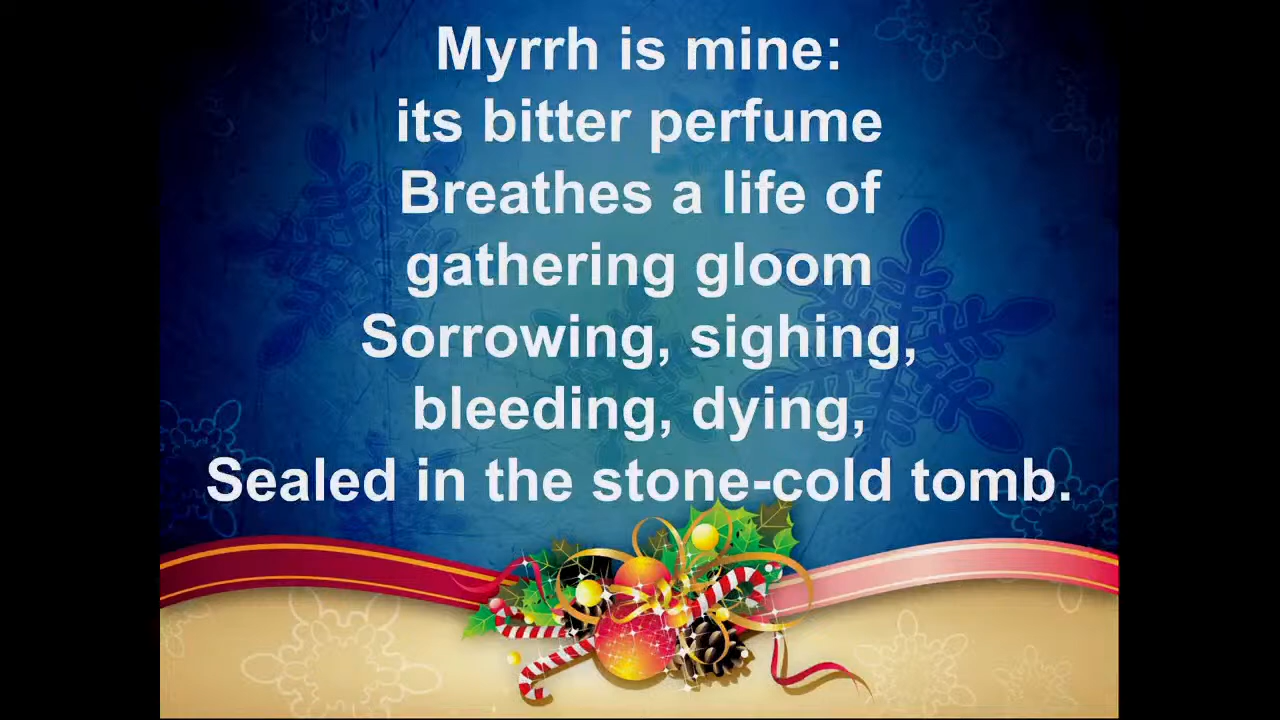 Myrrh is mine:
its bitter perfume
Breathes a life of
gathering gloom
Sorrowing, sighing,
bleeding, dying,
Sealed in the stone-cold tomb.